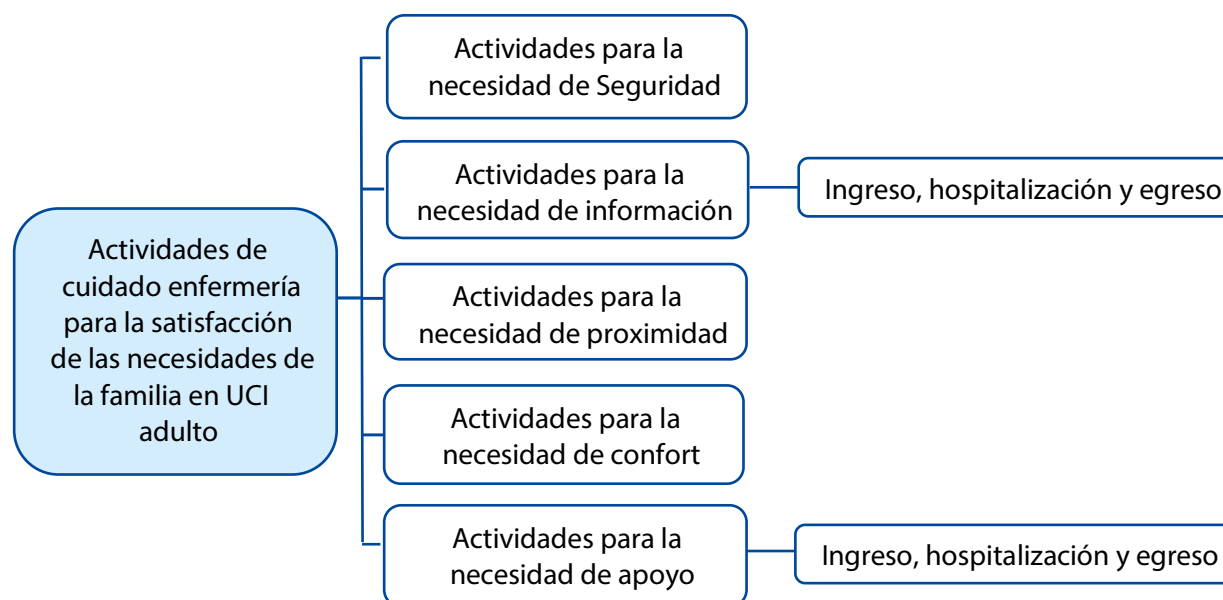 Actividades de
cuidado enfermería
para la satisfacción
de las necesidades de
la familia en UCI
adulto
Actividades para la
necesidad de Seguridad
Actividades para la
necesidad de información
Ingreso, hospitalización y egreso
Actividades para la
necesidad de proximidad
Actividades para la
necesidad de confort
Actividades para la
necesidad de apoyo
Ingreso, hospitalización y egreso